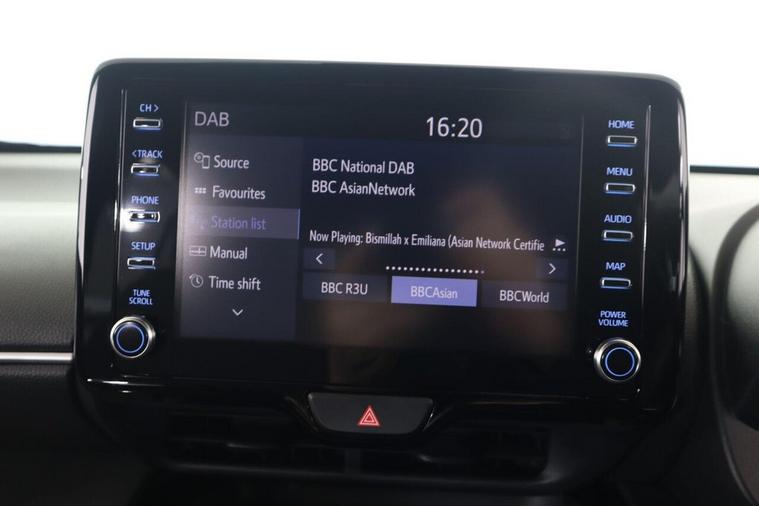 CH >
< TRACK
PHONE
SETUP
TUNE
SCROLL
DAB
16:20
Source
Favourites
Station list
Manual
Time shift
BBC National DAB
BBC AsianNetwork
Now Playing: Bismillah x Emiliana (Asian Network Certifie
BBC R3U
BBCAsian
BBCWorld
HOME
MENU
AUDIO
MAP
POWER
VOLUME